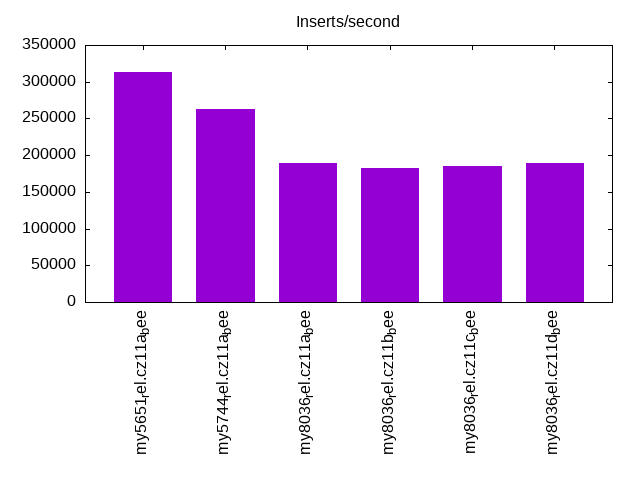 Inserts/second
350000
300000
250000
200000
150000
100000
50000
0
my5651rel.cz11abee
my5744rel.cz11abee
my8036rel.cz11abee
my8036rel.cz11bbee
my8036rel.cz11cbee
my8036rel.cz11dbee